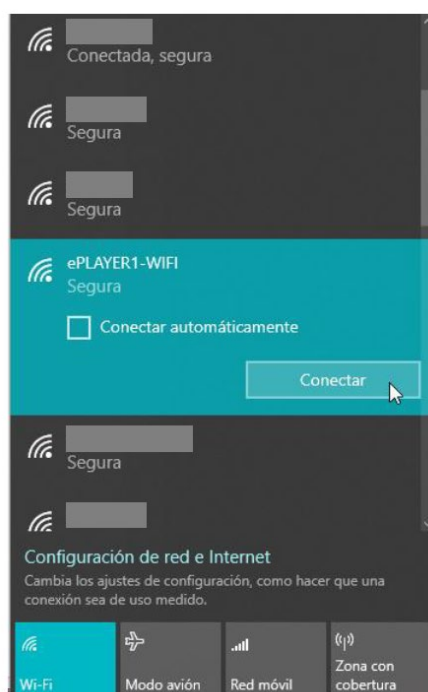 Conectada, segura
Segura
Segura
ePLAYER1-WIFI
Segura
Conectar automáticamente
Conectar
Segura
Configuración de red e Internet
Cambia los ajustes de configuración, como hacer que una
conexión sea de uso medido.
Wi-Fi
Modo avión
Red móvil
Zona con
cobertura